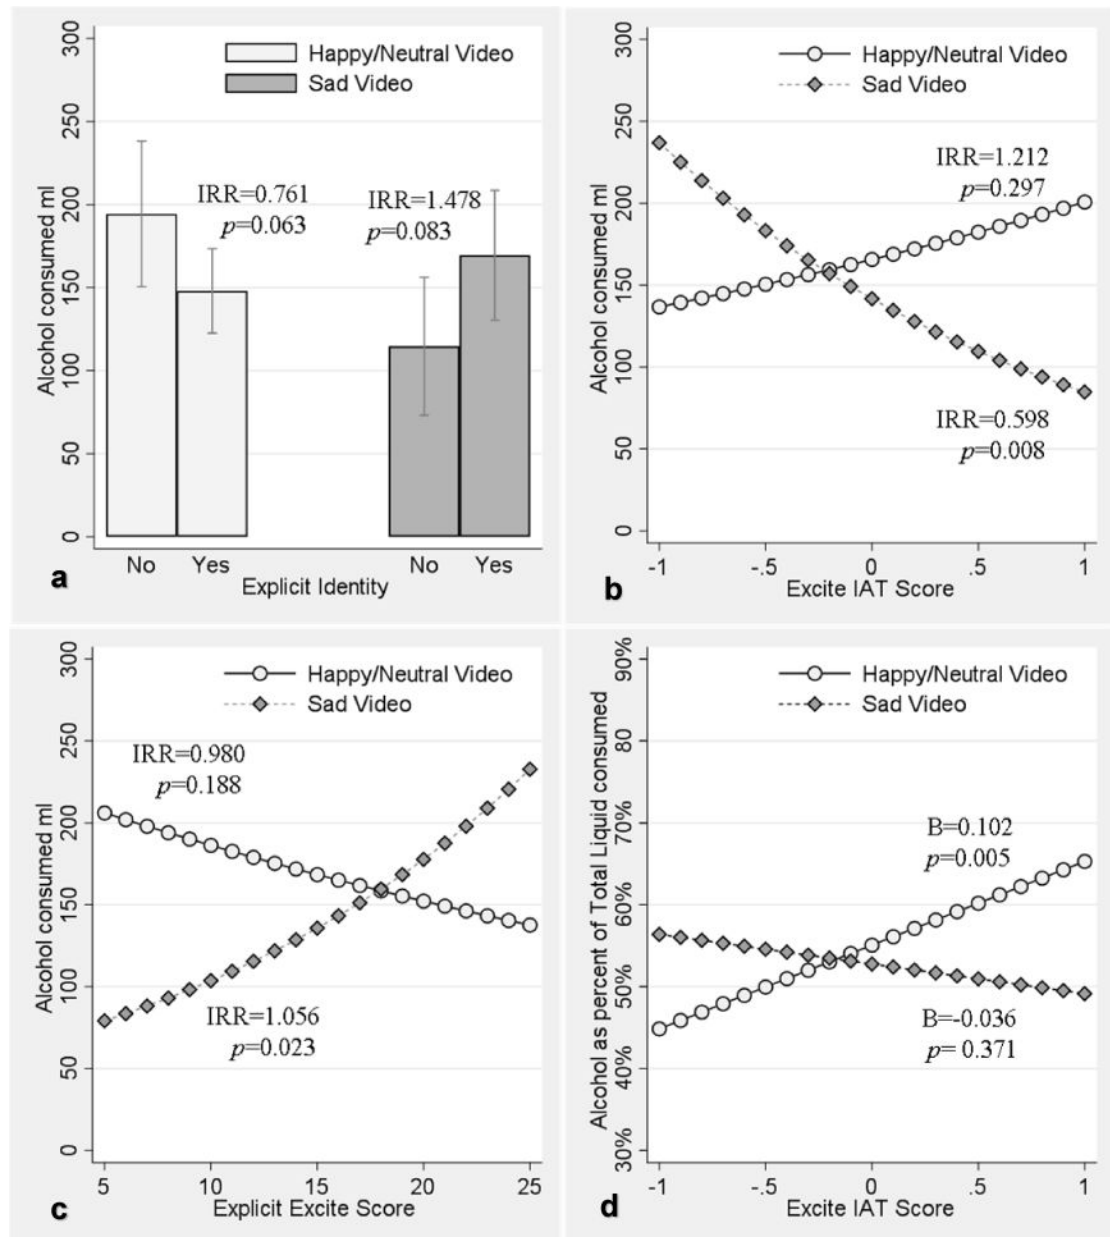 300
250
200
150
100
50
0
Alcohol consumed ml
Happy/Neutral Video
Sad Video
IRR=0.761
p=0.063
IRR=1.478
p=0.083
No Yes No Yes
Explicit Identity
a
300
250
200
150
100
50
0
Alcohol consumed ml
Happy/Neutral Video
Sad Video
IRR=1.212
p=0.297
IRR=0.598
p=0.008
-1 -.5 0 .5 1
Excite IAT Score
b
300
250
200
150
100
50
0
Alcohol consumed ml
Happy/Neutral Video
Sad Video
IRR=0.980
p=0.188
IRR=1.056
p=0.023
5 10 15 20 25
Explicit Excite Score
c
90%
80
70%
60%
50%
40%
30%
Alcohol as percent of Total Liquid consumed
Happy/Neutral Video
Sad Video
B=0.102
p=0.005
B=-0.036
p= 0.371
-1 -.5 0 .5 1
Excite IAT Score
d